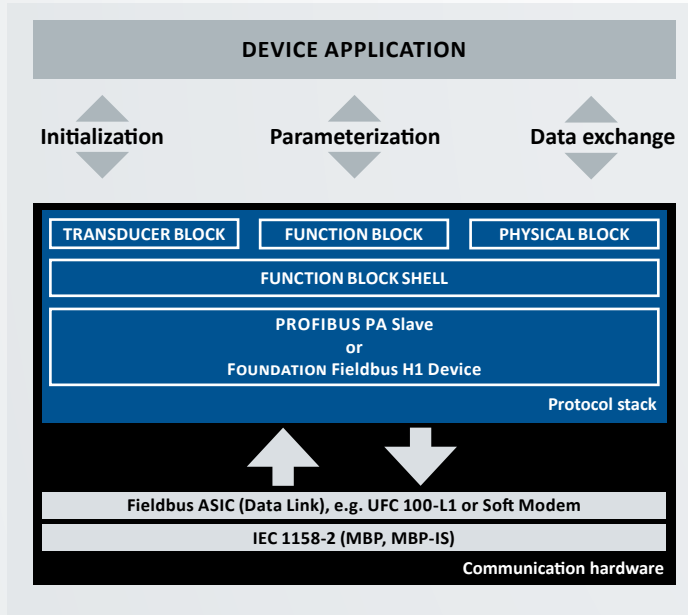 DEVICE APPLICATION
Initialization Parameterization Data exchange
TRANSDUCER BLOCK FUNCTION BLOCK PHYSICAL BLOCK
FUNCTION BLOCK SHELL
PROFIBUS PA Slave
or
FOUNDATION Fieldbus H1 Device
Protocol stack
Fieldbus ASIC (Data Link), e.g. UFC 100-L1 or Soft Modem
IEC 1158-2 (MBP, MBP-IS)
Communication hardware